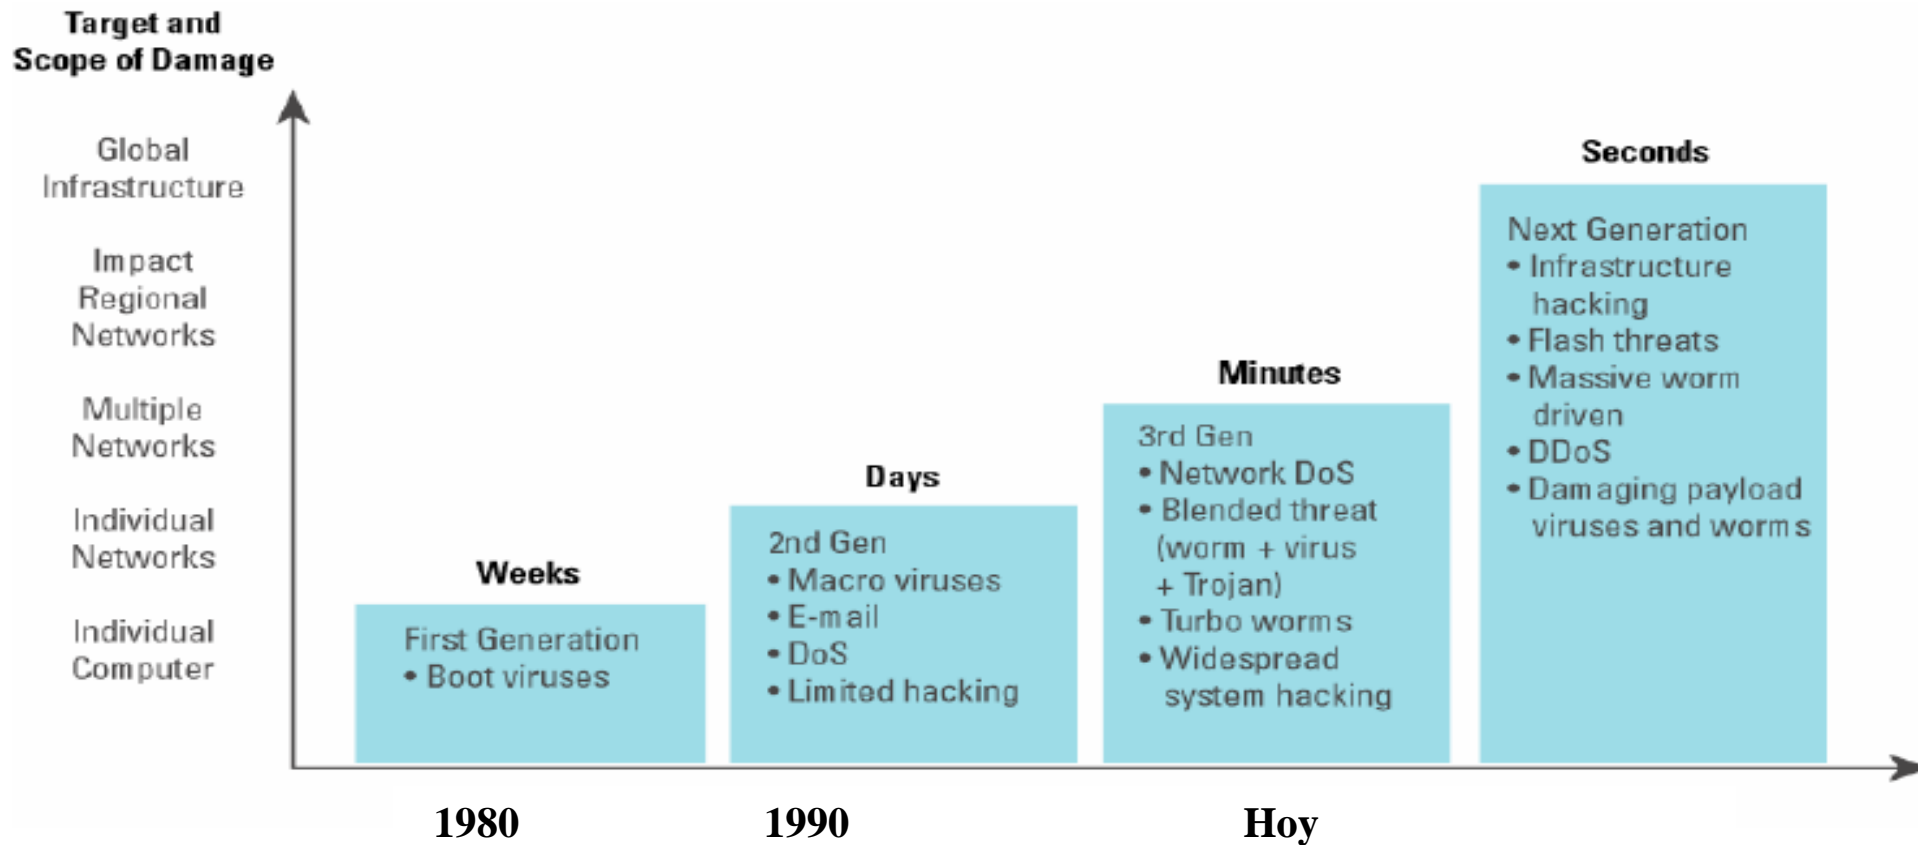 Target and
Scope of Damage
Global
Infrastructure
Impact
Regional
Networks
Multiple
Networks
Individual
Networks
Individual
Computer
Weeks
First Generation
• Boot viruses
Days
2nd Gen
• Macro viruses
• E-mail
• DoS
• Limited hacking
Minutes
3rd Gen
• Network DoS
• Blended threat
(worm + virus
+ Trojan)
• Turbo worms
• Widespread
system hacking
Seconds
Next Generation
• Infrastructure
hacking
• Flash threats
• Massive worm
driven
• DDoS
• Damaging payload
viruses and worms
1980
1990
Hoy